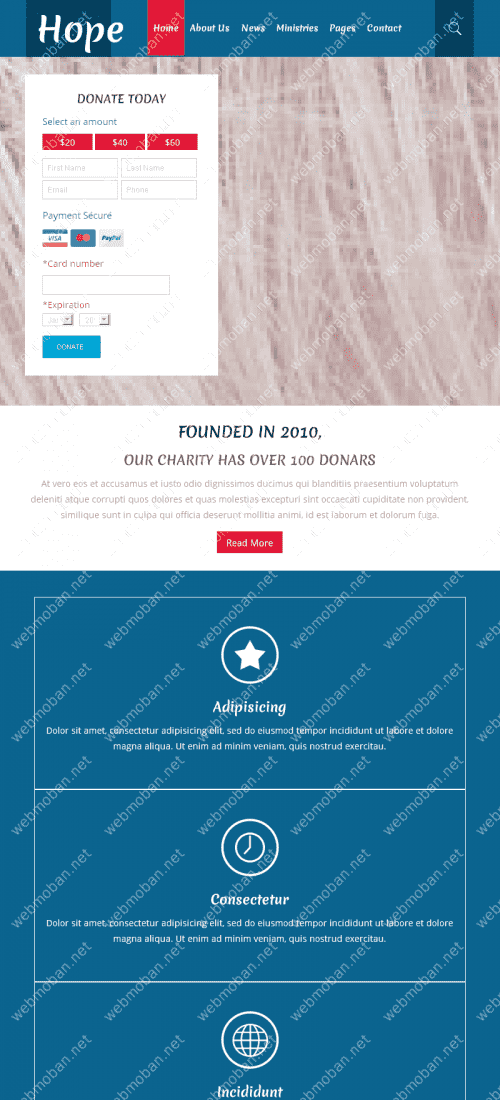 Hope
Home About Us News Ministries Pages Contact
DONATE TODAY
Select an amount
$20 $40 $60
First Name Last Name
Email Phone
Payment Sécuré
VISA PayPal
*Card number
*Expiration
DONATE
FOUNDED IN 2010,
OUR CHARITY HAS OVER 100 DONARS
At vero eos et accusamus et iusto odio dignissimos ducimus qui blanditiis praesentium voluptatum
deleniti atque corrupti quos dolores et quas molestias excepturi sint occaecati cupiditate non provident,
similique sunt in culpa qui officia deserunt mollitia animi, id est laborum et dolorum fuga.
Read More
Adipisicing
Dolor sit amet, consectetur adipisicing elit, sed do eiusmod tempor incididunt ut labore et dolore
magna aliqua. Ut enim ad minim veniam, quis nostrud exercitau.
Consectetur
Dolor sit amet, consectetur adipisicing elit, sed do eiusmod tempor incididunt ut labore et dolore
magna aliqua. Ut enim ad minim veniam, quis nostrud exercitau.
Incididunt
webmoban.net